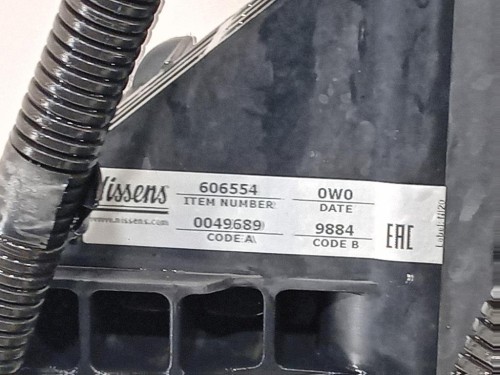 Nissens 606554 0W0
ITEM NUMBER DATE
www.nissens.com 0049689 9884
CODE A CODE B EAC